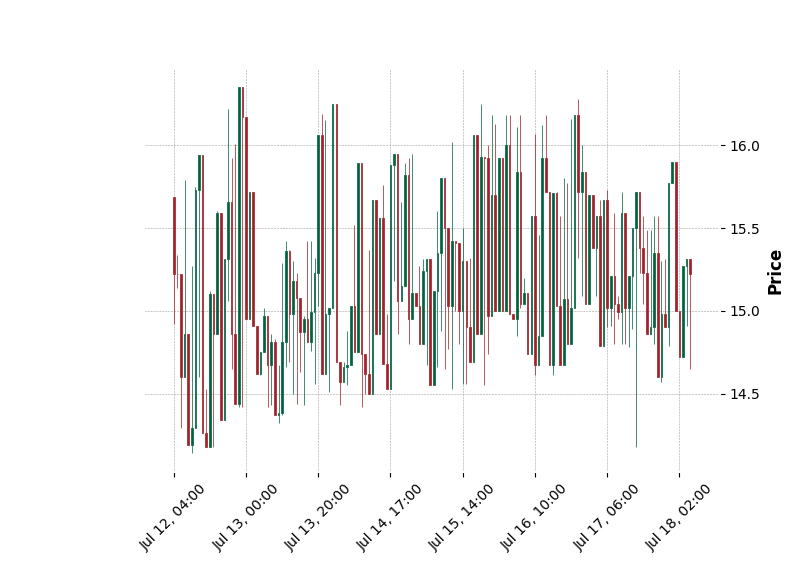 16.0
15.5
15.0
14.5
Price
Jul 12, 04:00
Jul 13, 00:00
Jul 13, 20:00
Jul 14, 17:00
Jul 15, 14:00
Jul 16, 10:00
Jul 17, 06:00
Jul 18, 02:00